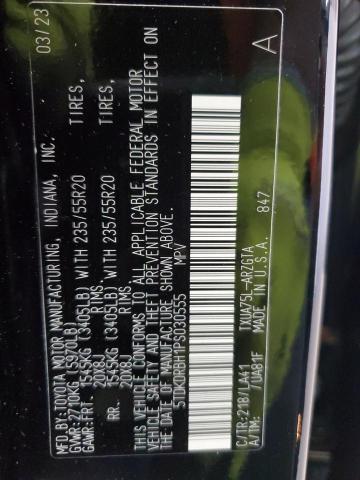 MFD.BY:TOYOTA MOTOR MANUFACTURING, INDIANA, INC. 03/23
GVWR:2710KG(5970LB)
GAWR:FRT. 1545KG (3405LB) WITH 235/55R20 TIRES,
20X8J RIMS.
RR. 1545KG (3405LB) WITH 235/55R20 TIRES,
20X8J RIMS.
THIS VEHICLE CONFORMS TO ALL APPLICABLE FEDERAL MOTOR
VEHICLE SAFETY AND THEFT PREVENTION STANDARDS IN EFFECT ON
THE DATE OF MANUFACTURE SHOWN ABOVE.
5TDKDRBH1PS030555 MPV
C/TR:218/LA41 TXUA75L-ARZGTA A
A/TM: /UA81F MADE IN U.S.A. 847